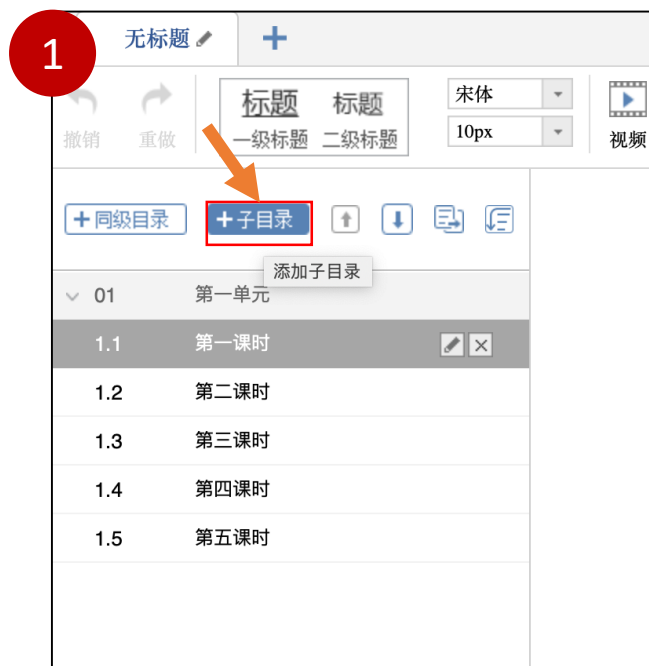 1
无标题
撤销
重做
标题
一级标题
标题
二级标题
宋体
10px
视频
同级目录
子目录
添加子目录
01 第一单元
1.1 第一课时
1.2 第二课时
1.3 第三课时
1.4 第四课时
1.5 第五课时